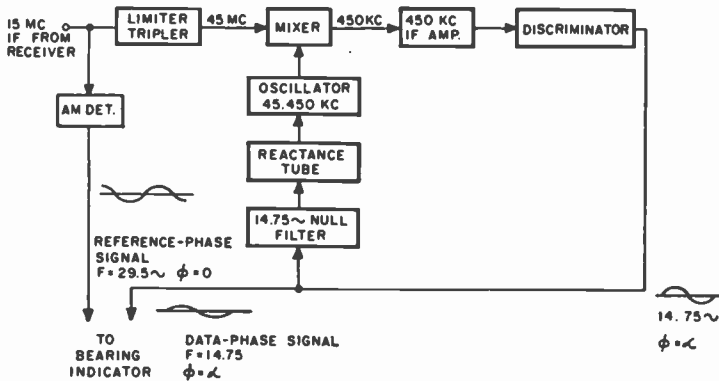 15 MC
IF FROM
RECEIVER
LIMITER
TRIPLER
45 MC
MIXER
450KC
450 KC
IF AMP.
DISCRIMINATOR
AM DET.
OSCILLATOR
45,450 KC
REACTANCE
TUBE
14.75~ NULL
FILTER
REFERENCE-PHASE
SIGNAL
F=29.5~ ϕ=0
TO
BEARING
INDICATOR
DATA-PHASE SIGNAL
F=14.75
ϕ=α
14.75~
ϕ=α